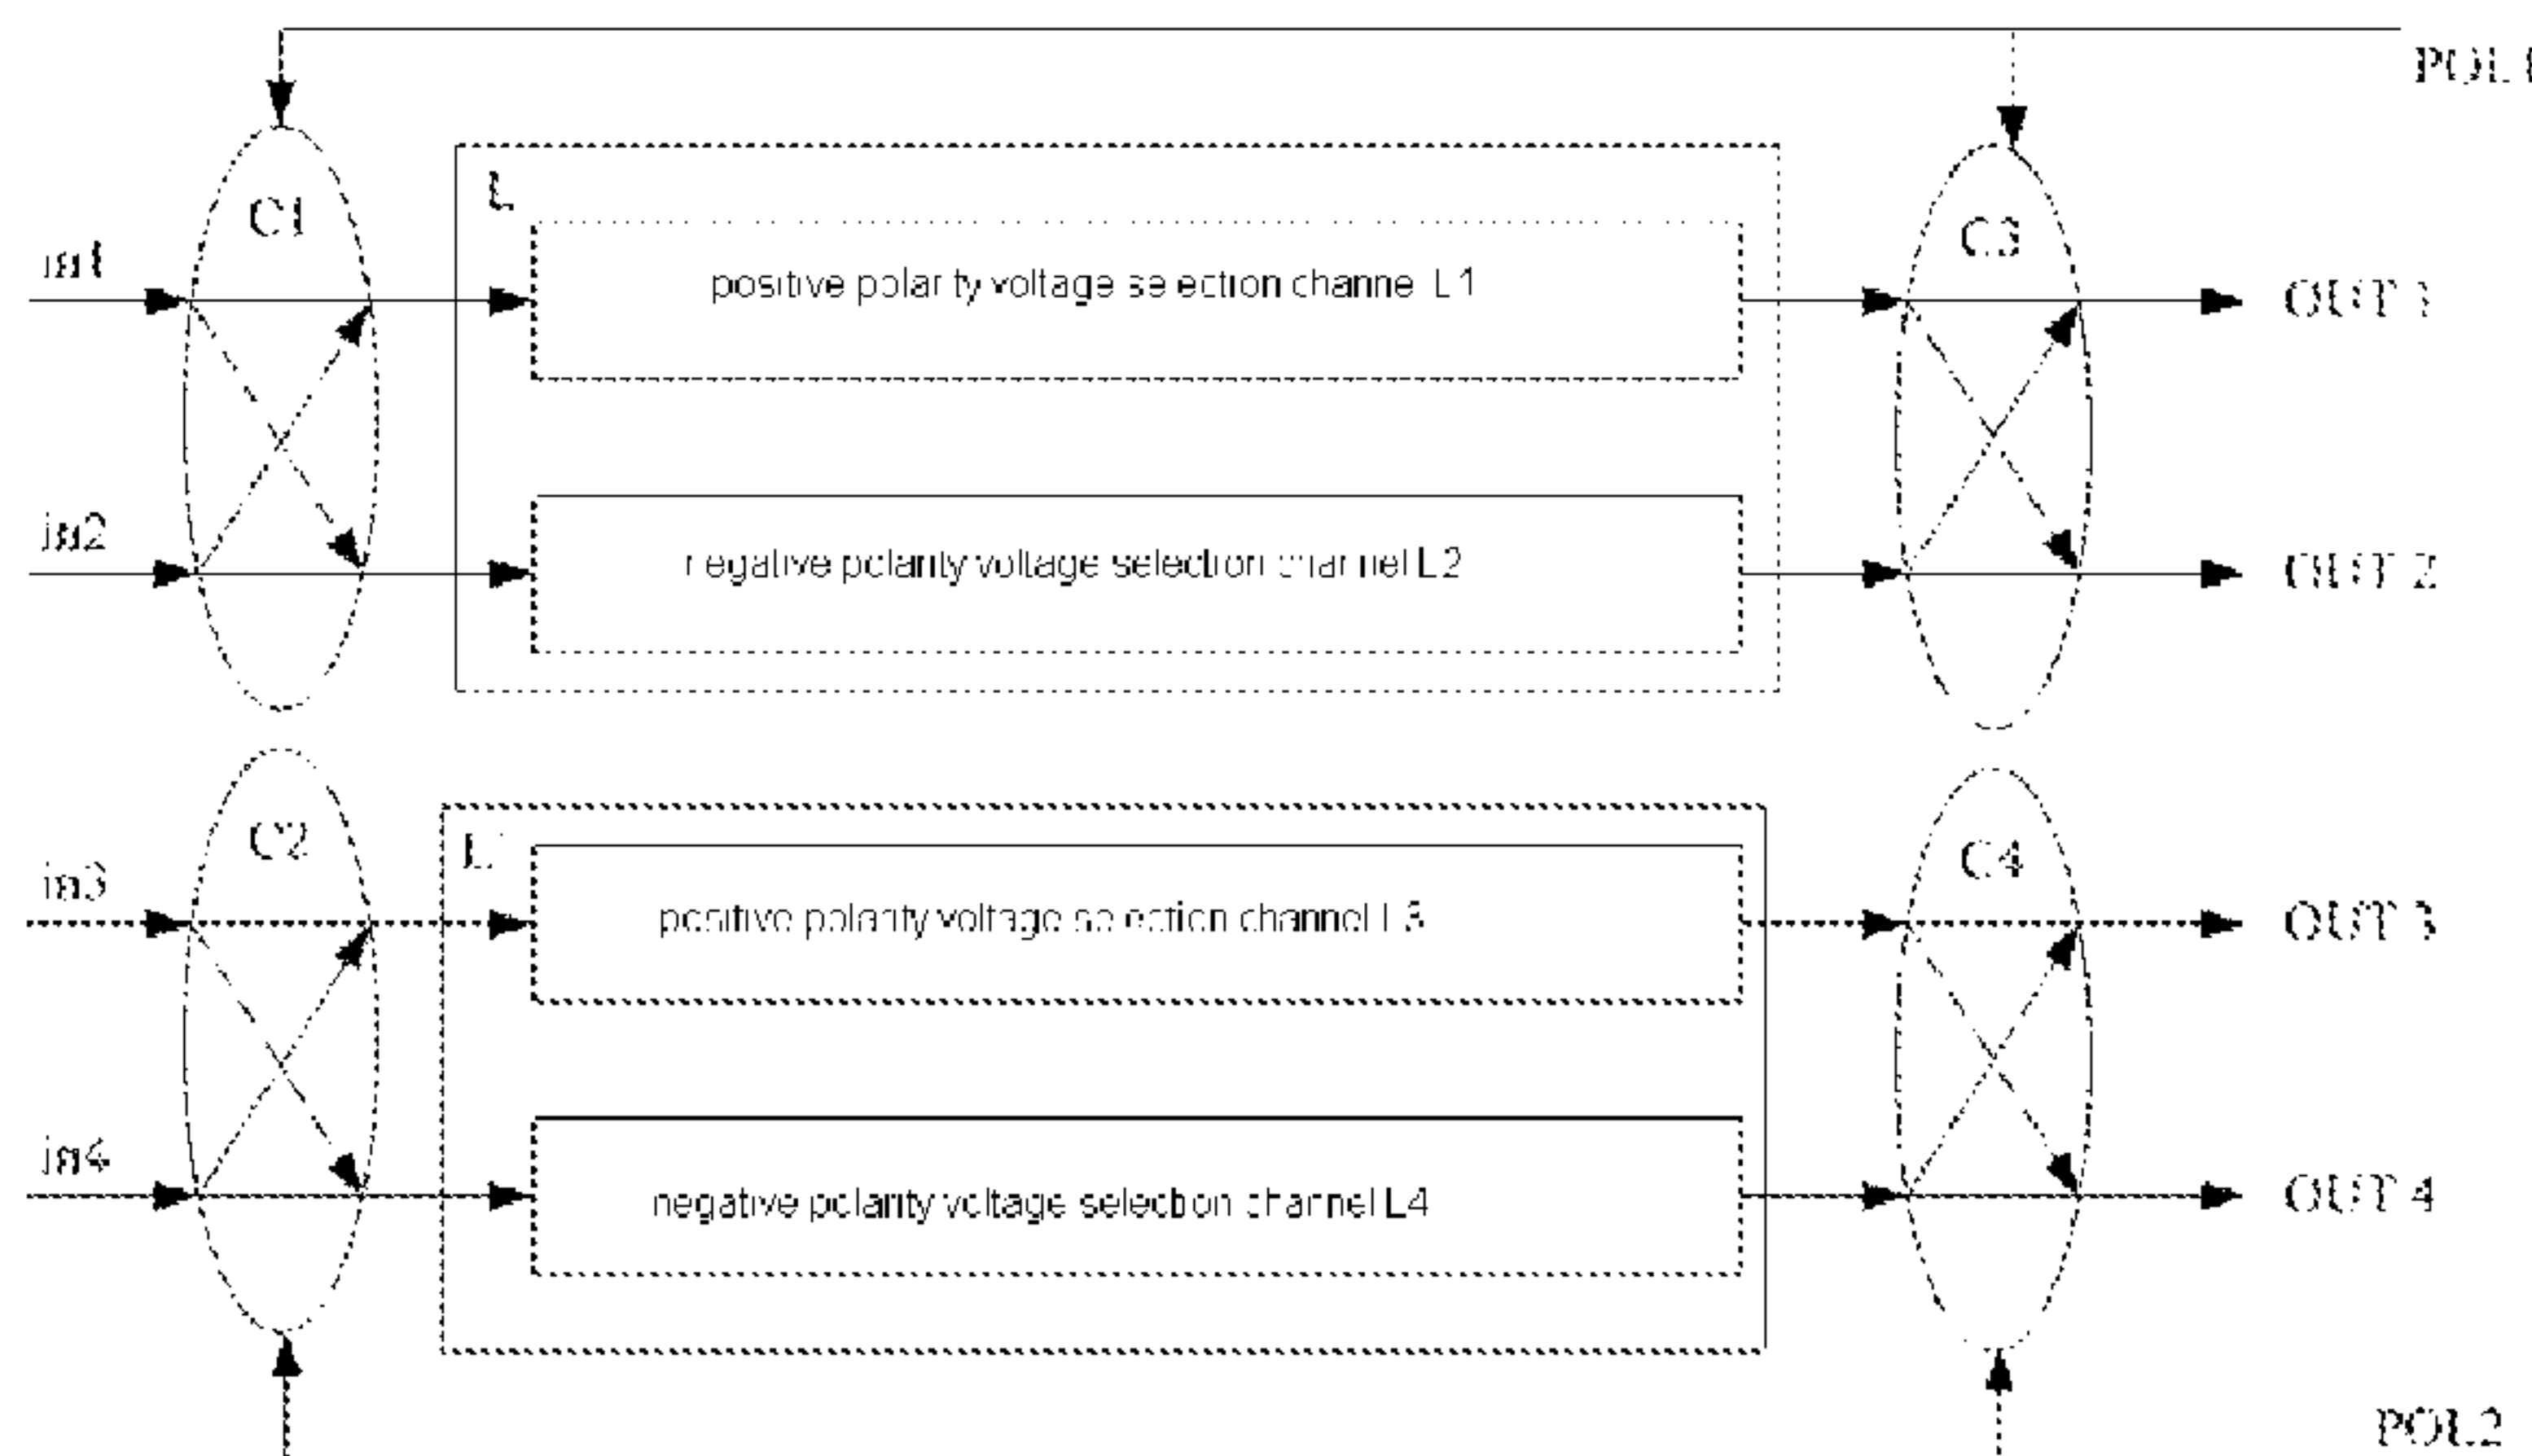 POL1
C1
L
C3
in1
positive polarity voltage selection channel L1
OUT 1
in2
negative polarity voltage selection channel L2
OUT 2
C2
L'
C4
in3
positive polarity voltage selection channel L3
OUT 3
in4
negative polarity voltage selection channel L4
OUT 4
POL2